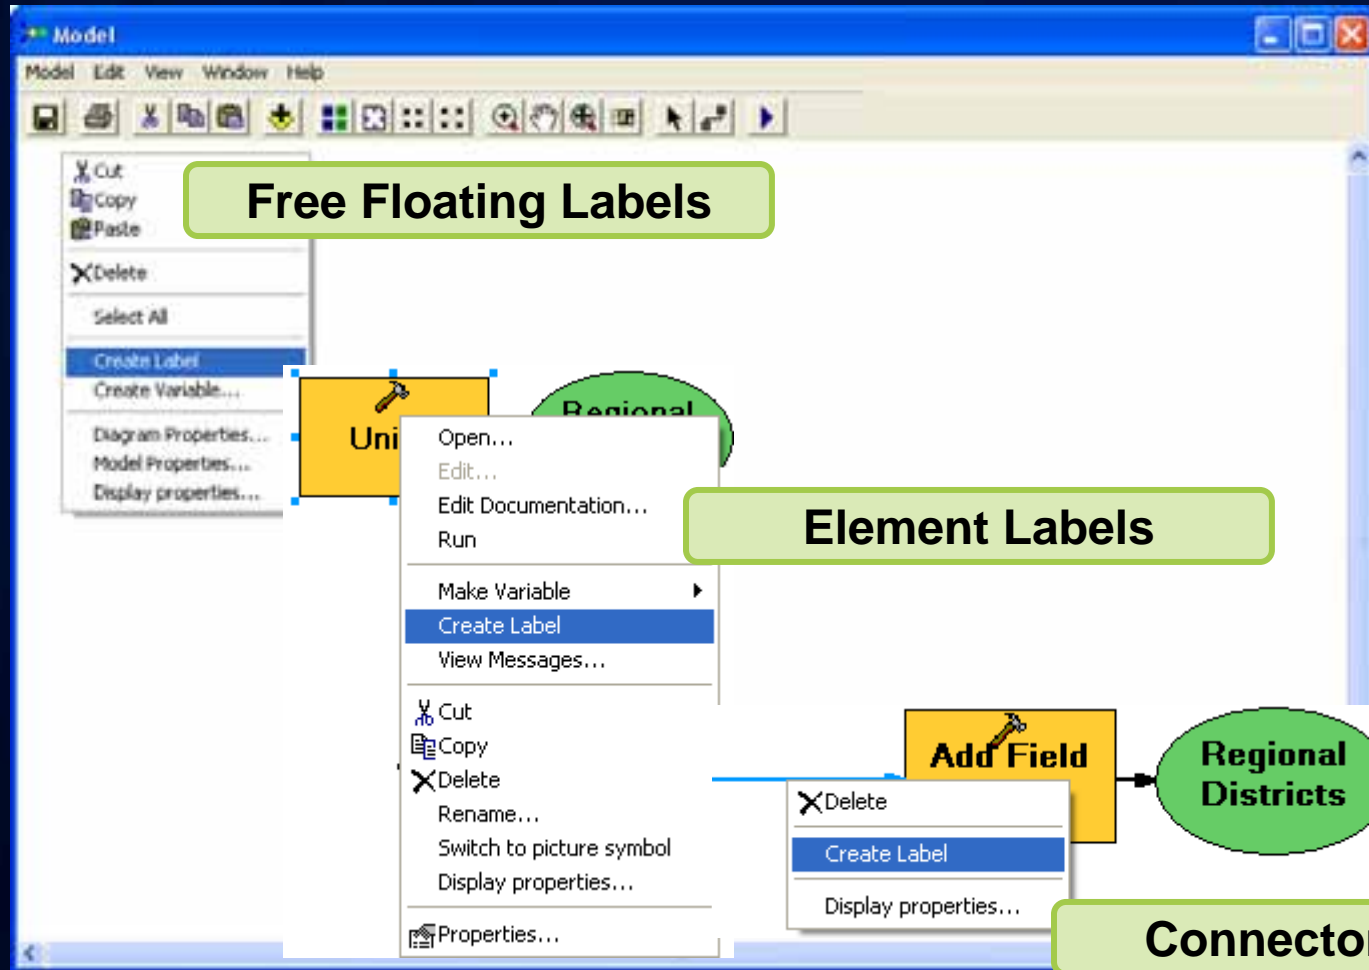 Model
Model Edit View Window Help
Cut
Copy
Paste
Delete
Select All
Create Label
Create Variable...
Diagram Properties...
Model Properties...
Display properties...
Free Floating Labels
Regional
Open...
Edit...
Edit Documentation...
Run
Make Variable
Create Label
View Messages...
Cut
Copy
Delete
Rename...
Switch to picture symbol
Display properties...
Properties...
Element Labels
Add Field
Regional
Districts
Delete
Create Label
Display properties...